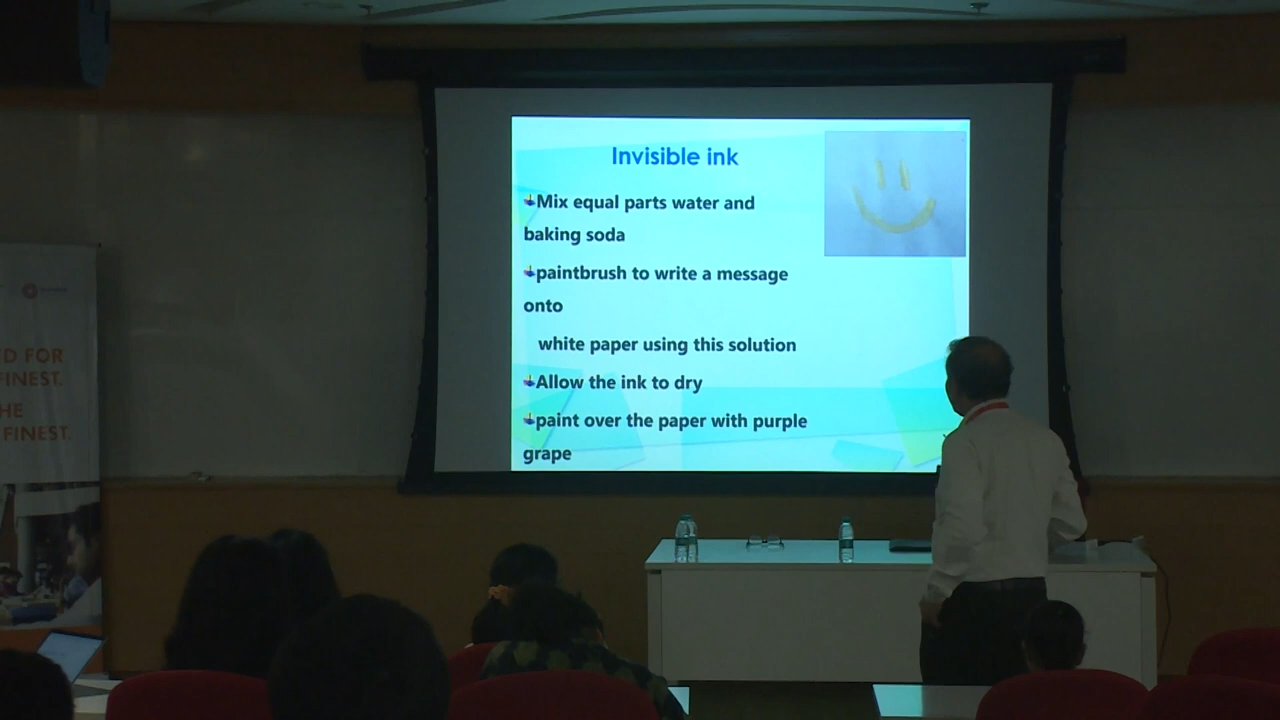 Invisible ink
Mix equal parts water and
baking soda
paintbrush to write a message
onto
white paper using this solution
Allow the ink to dry
paint over the paper with purple
grape
D FOR
FINEST.
HE
FINEST.